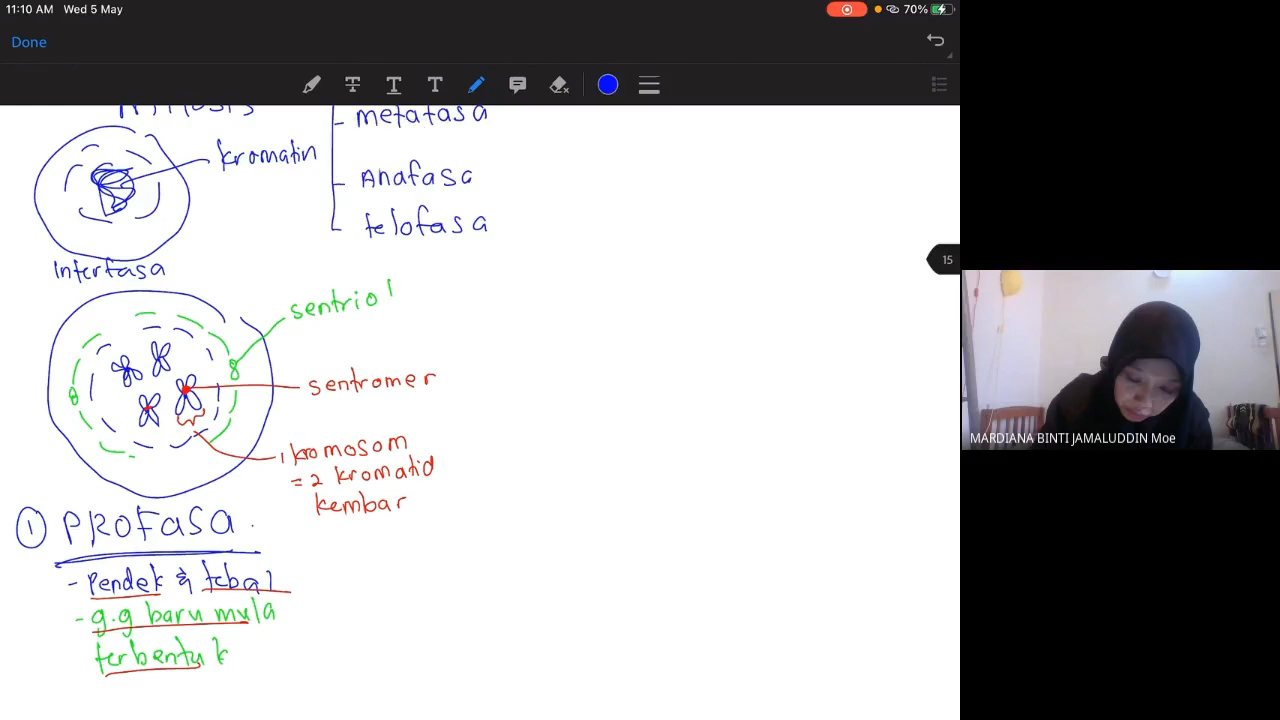 11:10 AM Wed 5 May
70%
Done
T T T
mitosis
metafasa
kromatin
Anafasa
telofasa
Interfasa
15
sentriol
sentromer
1 kromosom
= 2 kromatid
kembar
MARDIANA BINTI JAMALUDDIN Moe
① PROFASA
- Pendek & tebal
- g.g baru mula
terbentuk